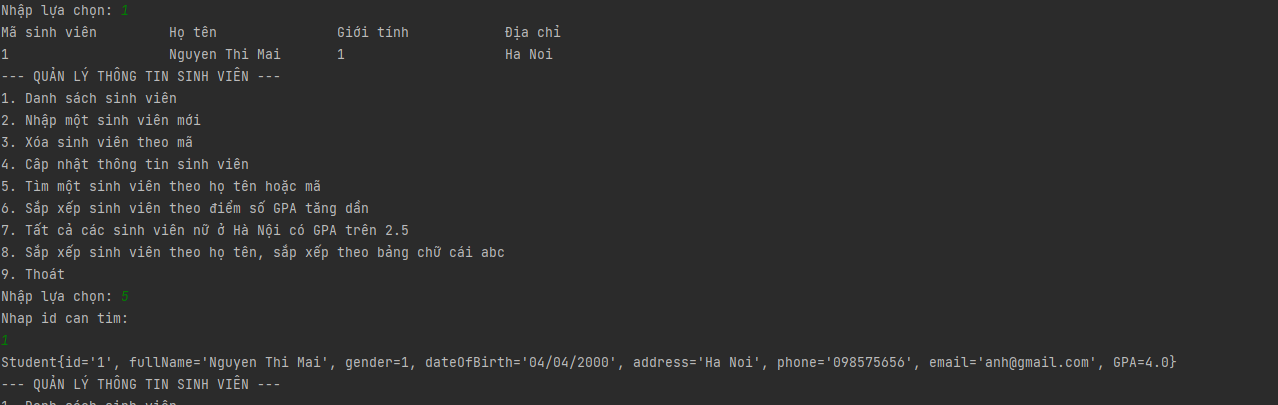 Nhập lựa chọn: 1
Mã sinh viên Họ tên Giới tính Địa chỉ
1 Nguyen Thi Mai 1 Ha Noi
--- QUẢN LÝ THÔNG TIN SINH VIÊN ---
1. Danh sách sinh viên
2. Nhập một sinh viên mới
3. Xóa sinh viên theo mã
4. Câp nhật thông tin sinh viên
5. Tìm một sinh viên theo họ tên hoặc mã
6. Sắp xếp sinh viên theo điểm số GPA tăng dần
7. Tất cả các sinh viên nữ ở Hà Nội có GPA trên 2.5
8. Sắp xếp sinh viên theo họ tên, sắp xếp theo bảng chữ cái abc
9. Thoát
Nhập lựa chọn: 5
Nhap id can tim:
1
Student{id='1', fullName='Nguyen Thi Mai', gender=1, dateOfBirth='04/04/2000', address='Ha Noi', phone='098575656', email='anh@gmail.com', GPA=4.0}
--- QUẢN LÝ THÔNG TIN SINH VIÊN ---
1. Danh sách sinh viên